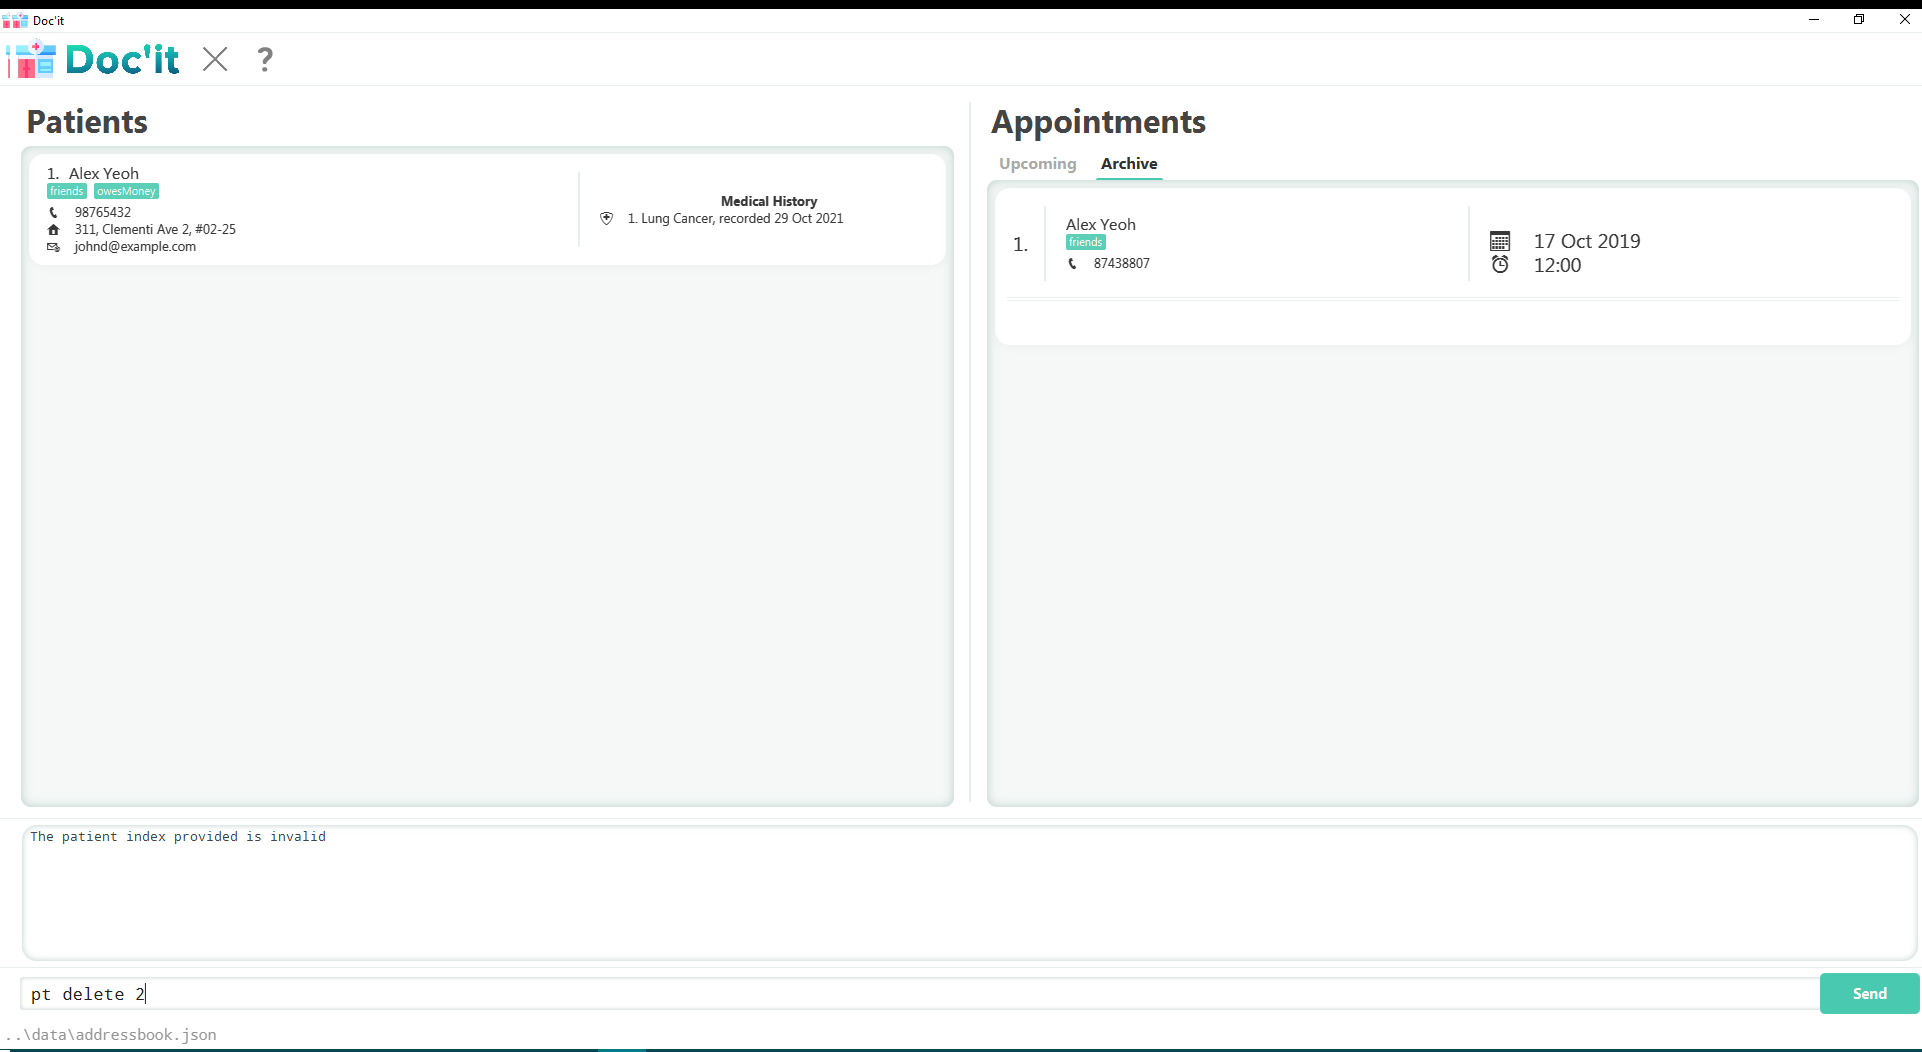 Doc'it
Doc'it
?
Patients
1. Alex Yeoh
friends owesMoney
98765432
311, Clementi Ave 2, #02-25
johnd@example.com
Medical History
1. Lung Cancer, recorded 29 Oct 2021
Appointments
Upcoming Archive
1.
Alex Yeoh
friends
87438807
17 Oct 2019
12:00
The patient index provided is invalid
pt delete 2
Send
..\data\addressbook.json